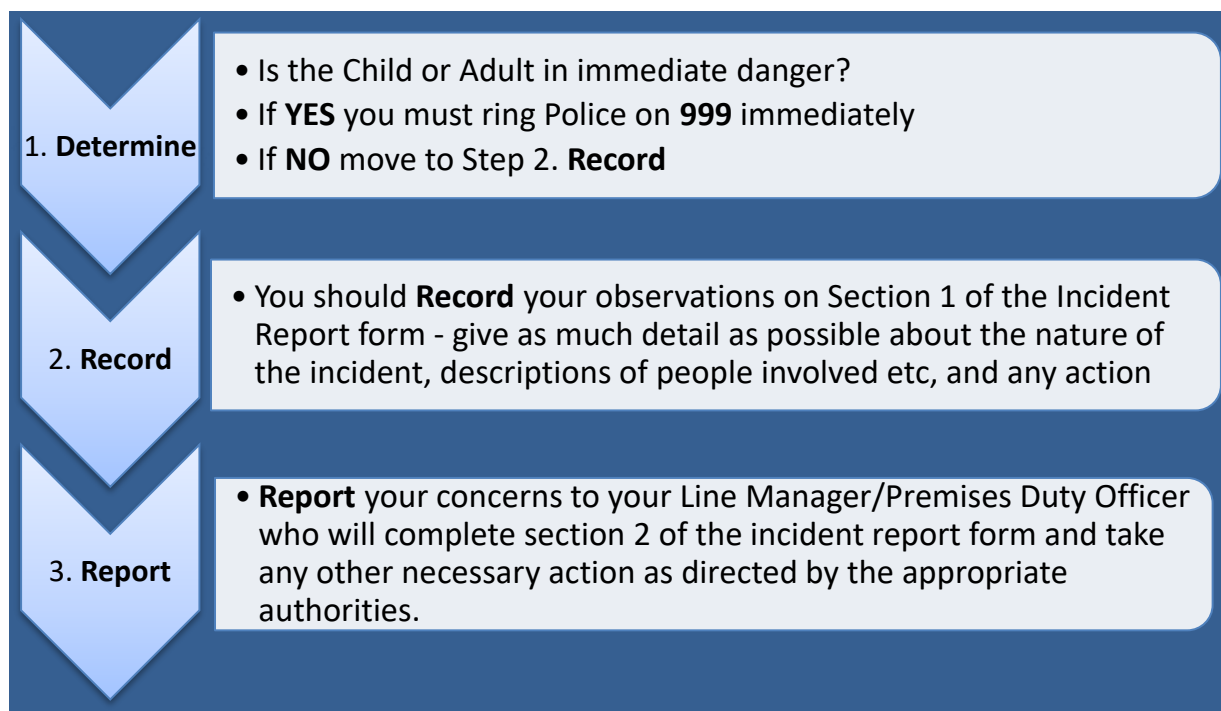 1. Determine
• Is the Child or Adult in immediate danger?
• If YES you must ring Police on 999 immediately
• If NO move to Step 2. Record
2. Record
• You should Record your observations on Section 1 of the Incident
Report form - give as much detail as possible about the nature of
the incident, descriptions of people involved etc, and any action
3. Report
• Report your concerns to your Line Manager/Premises Duty Officer
who will complete section 2 of the incident report form and take
any other necessary action as directed by the appropriate
authorities.